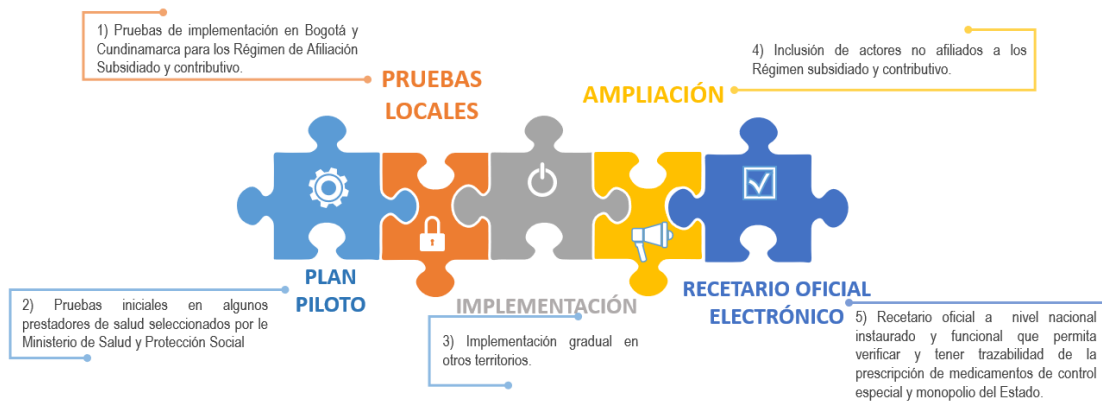 1) Pruebas de implementación en Bogotá y
Cundinamarca para los Régimen de Afiliación
Subsidiado y contributivo.
PRUEBAS
LOCALES
AMPLIACIÓN
4) Inclusión de actores no afiliados a los
Régimen subsidiado y contributivo.
PLAN
PILOTO
2) Pruebas iniciales en algunos
prestadores de salud seleccionados por le
Ministerio de Salud y Protección Social
IMPLEMENTACIÓN
3) Implementación gradual en
otros territorios.
RECETARIO OFICIAL
ELECTRÓNICO
5) Recetario oficial a nivel nacional
instaurado y funcional que permita
verificar y tener trazabilidad de la
prescripción de medicamentos de control
especial y monopolio del Estado.